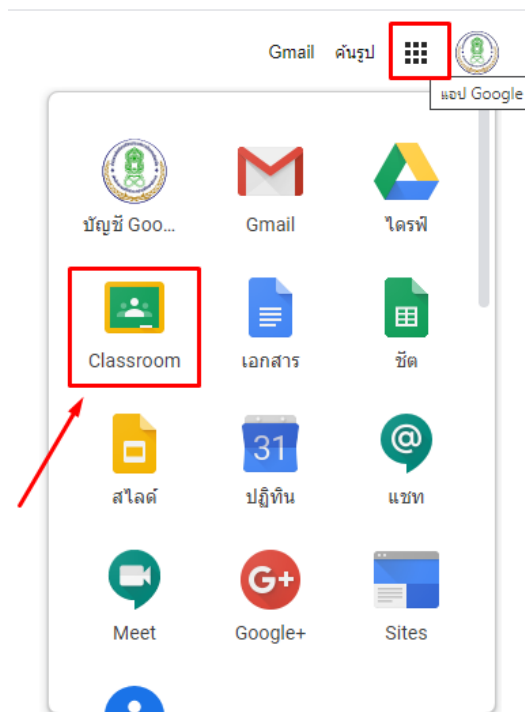 Gmail ค้นรูป
แอป Google
บัญชี Goo... Gmail ไดรฟ์
Classroom เอกสาร ชีต
31
สไลด์ ปฏิทิน แชท
G+
Meet Google+ Sites